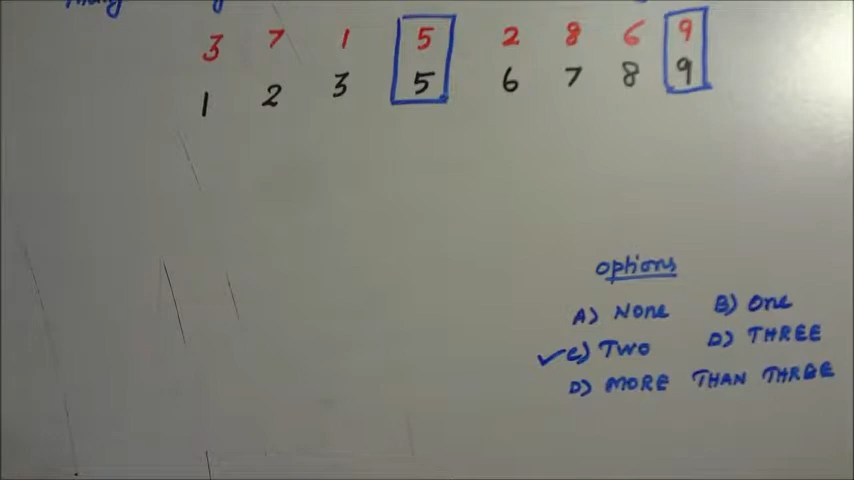 3 7 1 5 2 8 6 9
1 2 3 5 6 7 8 9
options
A) NONE B) ONE
✓C) TWO D) THREE
D) MORE THAN THREE